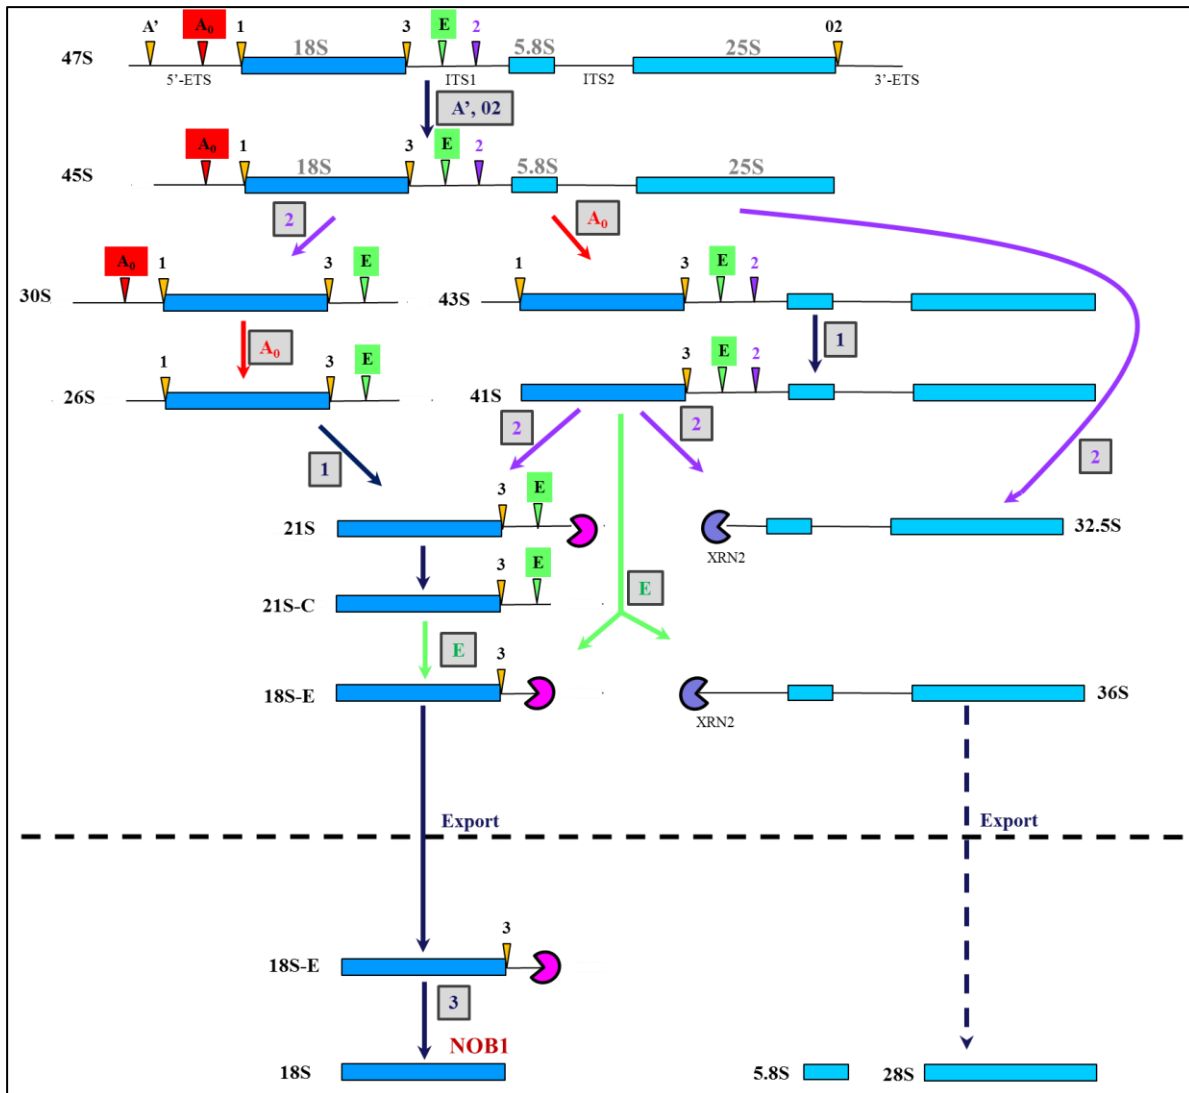 A' A₀ 1 18S 3 E 2 5.8S 25S 02
47S 5'-ETS ITS1 ITS2 3'-ETS
A', 02
A₀ 1 18S 3 E 2 5.8S 25S
45S
2 A₀
A₀ 1 3 E 1 3 E 2
30S 43S
A₀ 1
1 3 E 3 E 2
26S 41S
2 2 2
1
3 E
21S 32.5S
XRN2
3 E
21S-C E
E 3
18S-E 36S
XRN2
Export Export
3
18S-E
3
NOB1
18S 5.8S 28S